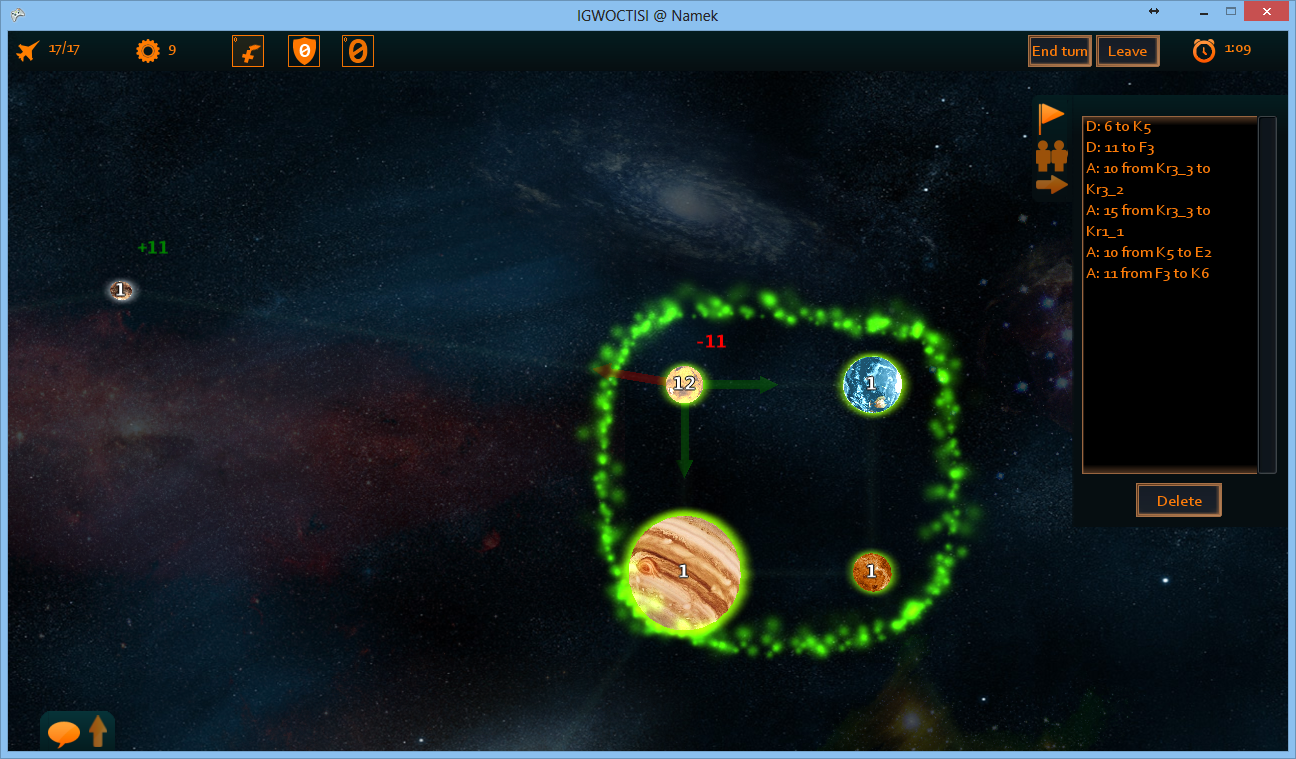 IGWOCTISI @ Namek
17/17
9
0
0
End turn
Leave
1:09
D: 6 to K5
D: 11 to F3
A: 10 from Kr3_3 to
Kr3_2
A: 15 from Kr3_3 to
Kr1_1
A: 10 from K5 to E2
A: 11 from F3 to K6
Delete
+11
1
-11
12
1
1
1